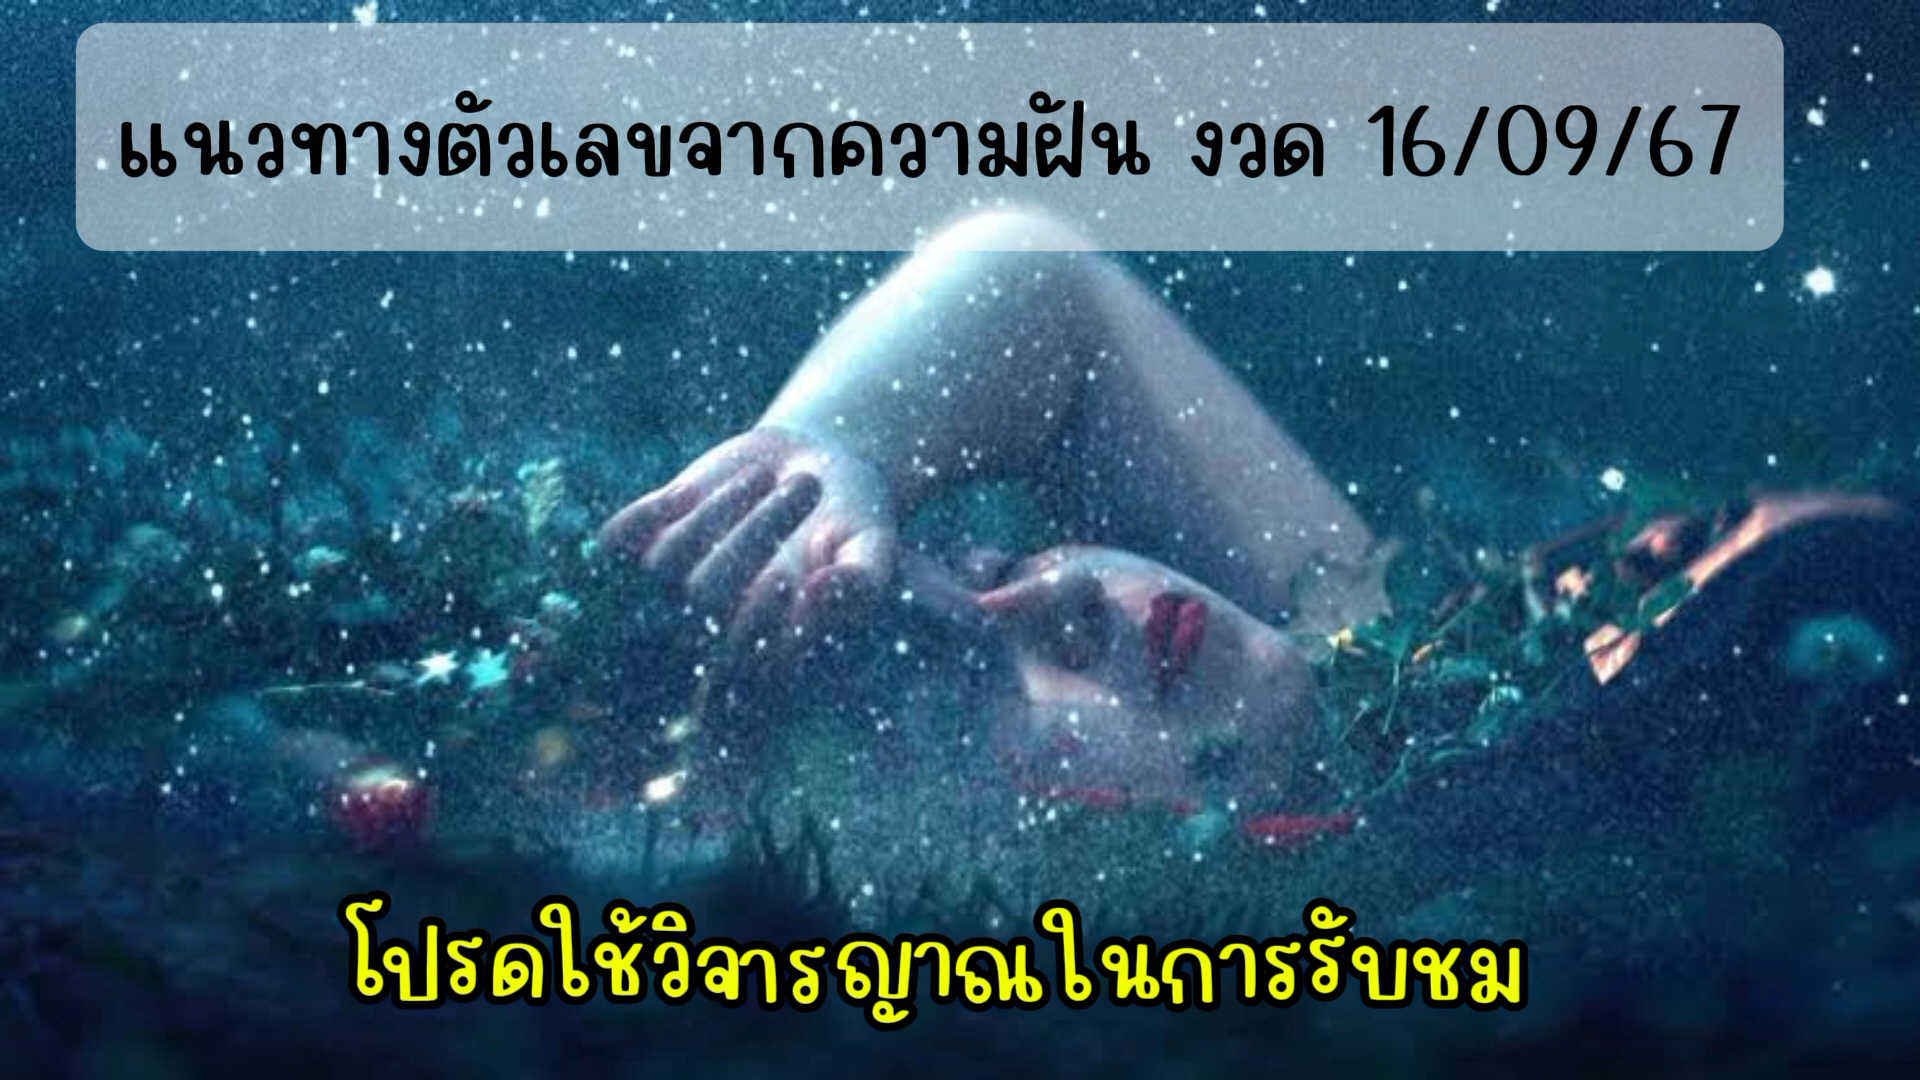 แนวทางตัวเลขจากความฝัน งวด 16/09/67
โปรดใช้วิจารญาณในการรับชม